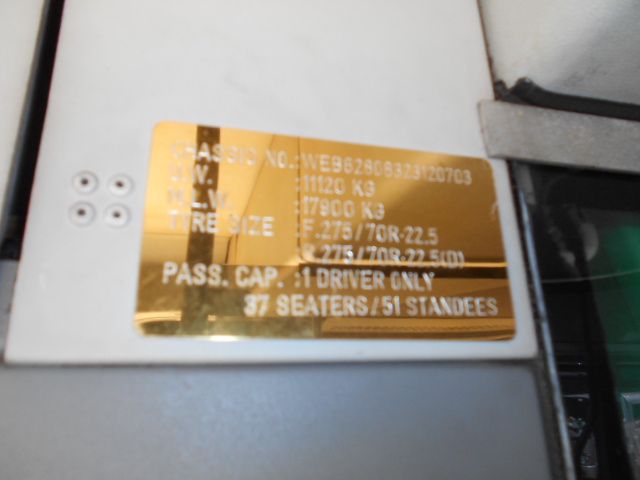 CHASSIS NO.: WEB62808323120703
U.W. : 11120 KG
M.L.W. : 17900 KG
TYRE SIZE : F.275/70R-22.5
R.275/70R-22.5(D)
PASS. CAP. : 1 DRIVER ONLY
37 SEATERS/51 STANDEES